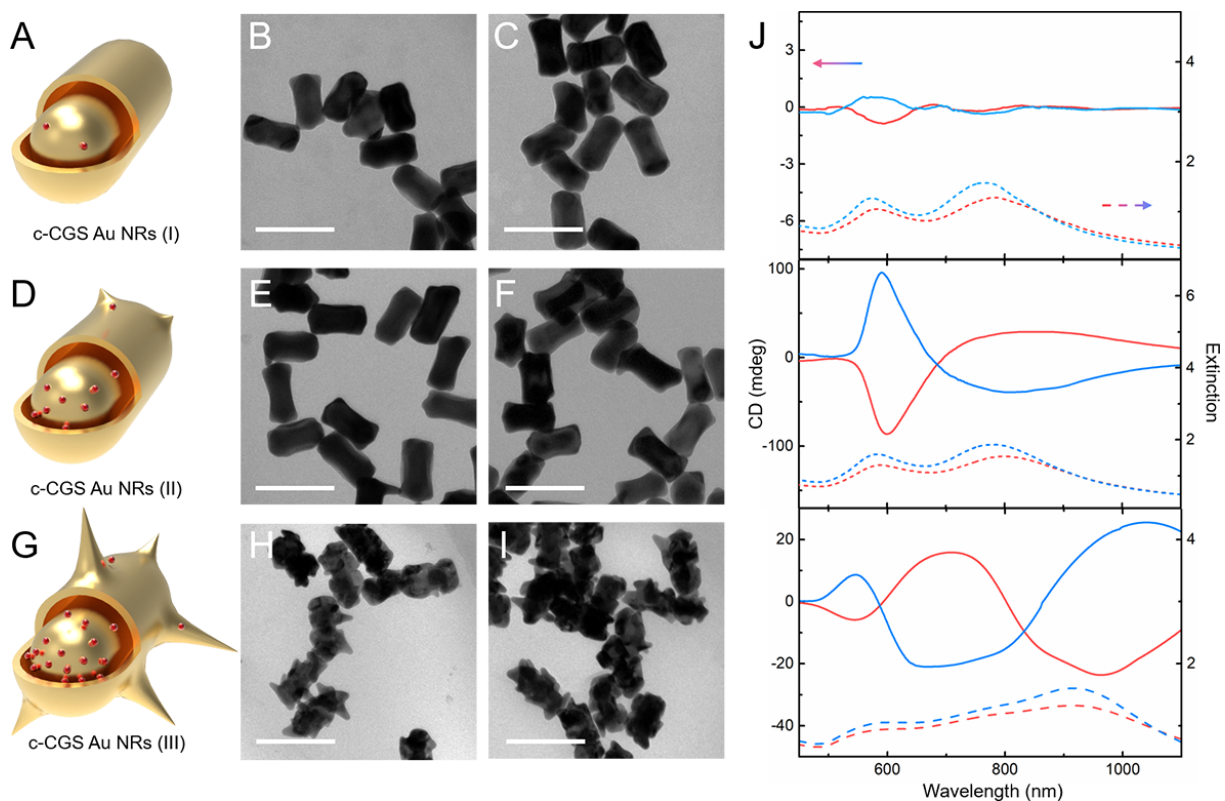 A
B
C
J
c-CGS Au NRs (I)
3
0
-3
-6
4
2
D
E
F
c-CGS Au NRs (II)
100
0
-100
6
4
2
CD (mdeg)
Extinction
G
H
I
c-CGS Au NRs (III)
20
0
-20
-40
4
2
600
800
1000
Wavelength (nm)